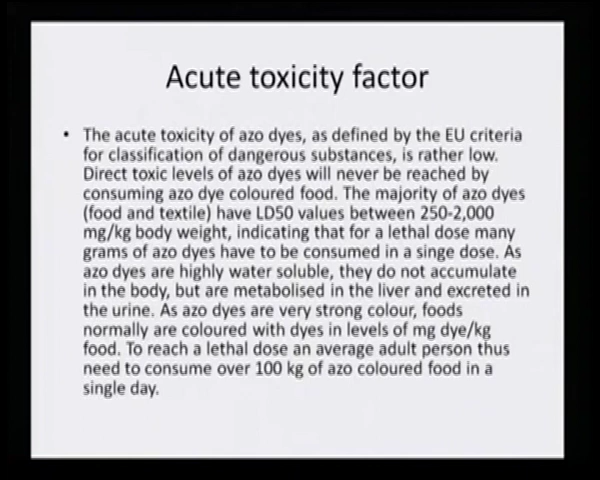 Acute toxicity factor
• The acute toxicity of azo dyes, as defined by the EU criteria
for classification of dangerous substances, is rather low.
Direct toxic levels of azo dyes will never be reached by
consuming azo dye coloured food. The majority of azo dyes
(food and textile) have LD50 values between 250-2,000
mg/kg body weight, indicating that for a lethal dose many
grams of azo dyes have to be consumed in a singe dose. As
azo dyes are highly water soluble, they do not accumulate
in the body, but are metabolised in the liver and excreted in
the urine. As azo dyes are very strong colour, foods
normally are coloured with dyes in levels of mg dye/kg
food. To reach a lethal dose an average adult person thus
need to consume over 100 kg of azo coloured food in a
single day.